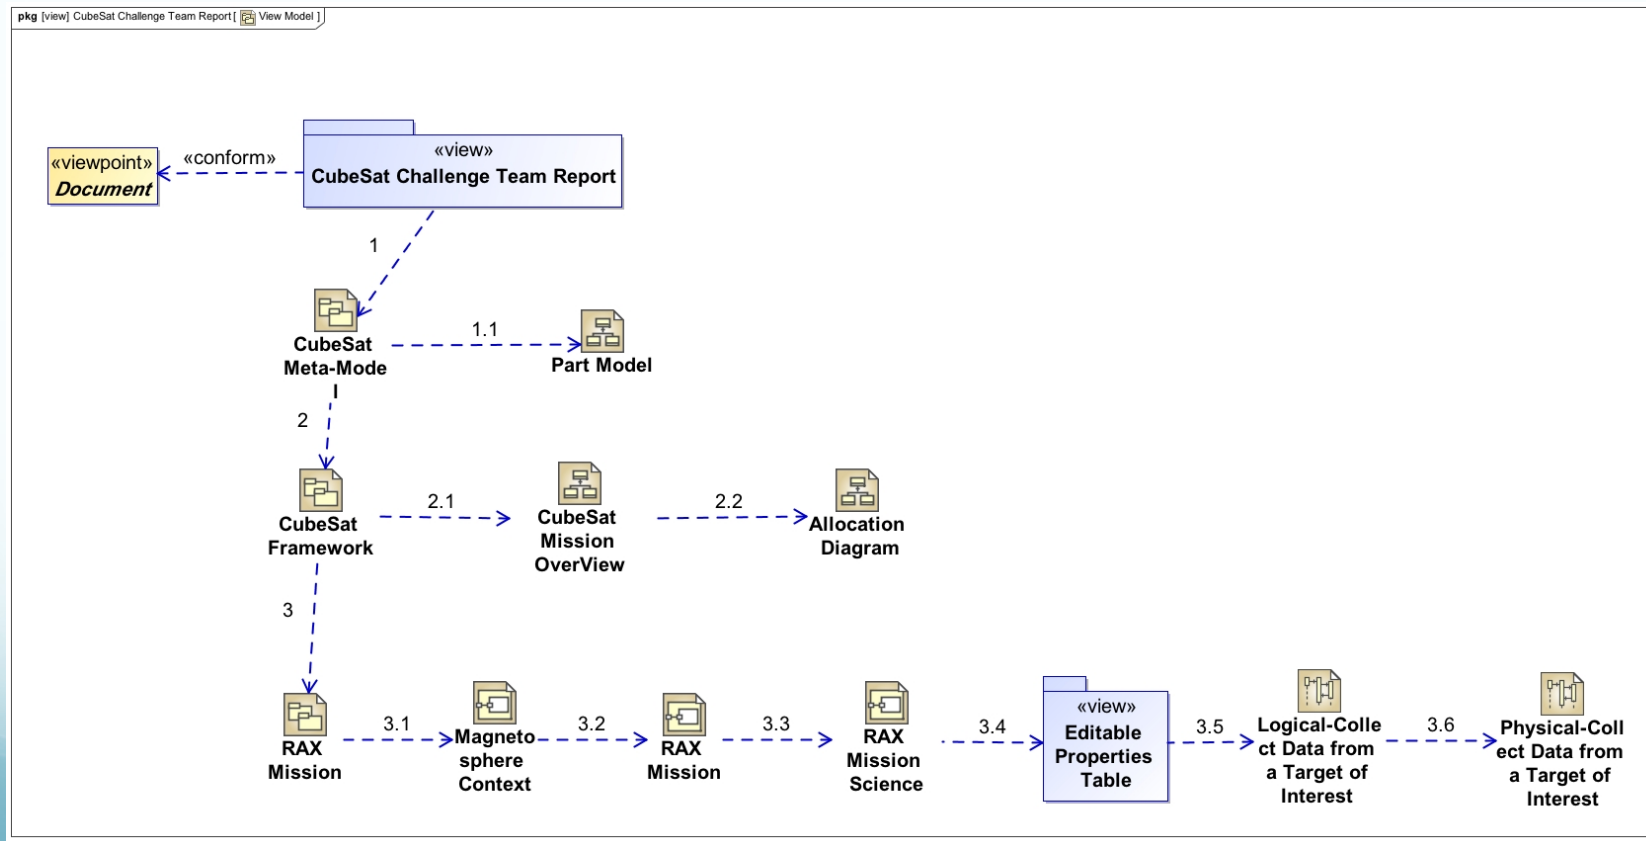 pkg [view] CubeSat Challenge Team Report[ View Model ]
«view»
CubeSat Challenge Team Report
«conform»
«viewpoint»
Document
1
CubeSat
Meta-Mode
l
1.1
Part Model
2
CubeSat
Framework
2.1
CubeSat
Mission
OverView
2.2
Allocation
Diagram
3
RAX
Mission
3.1
Magneto
sphere
Context
3.2
RAX
Mission
3.3
RAX
Mission
Science
3.4
«view»
Editable
Properties
Table
3.5
Logical-Colle
ct Data from
a Target of
Interest
3.6
Physical-Coll
ect Data from
a Target of
Interest